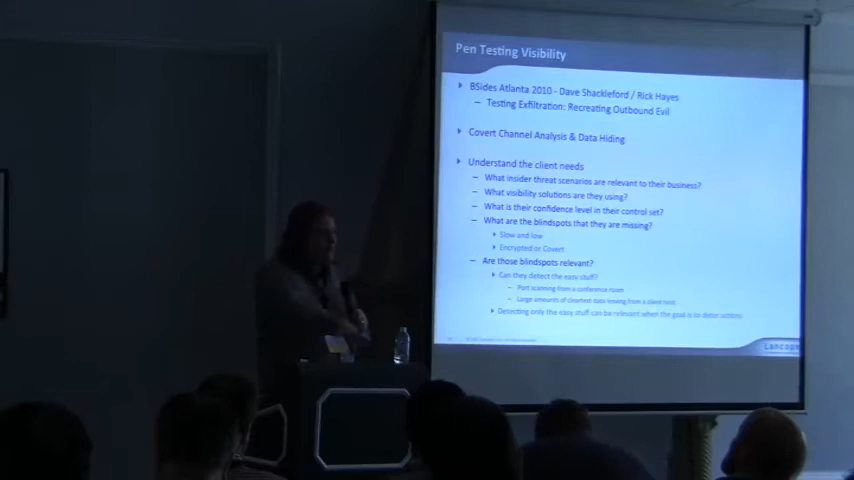 Pen Testing Visibility
BSides Atlanta 2010 - Dave Shackleford / Rick Hayes
– Testing Exfiltration: Recreating Outbound Evil
Covert Channel Analysis & Data Hiding
Understand the client needs
– What insider threat scenarios are relevant to their business?
– What visibility solutions are they using?
– What is their confidence level in their control set?
– What are the blindspots that they are missing?
Slow and low
Encrypted or Covert
– Are those blindspots relevant?
Can they detect the easy stuff?
– Port scanning from a conference room
– Large amounts of cleartext data leaving from a client host
Detecting only the easy stuff can be relevant when the goal is to deter actions
Lancope